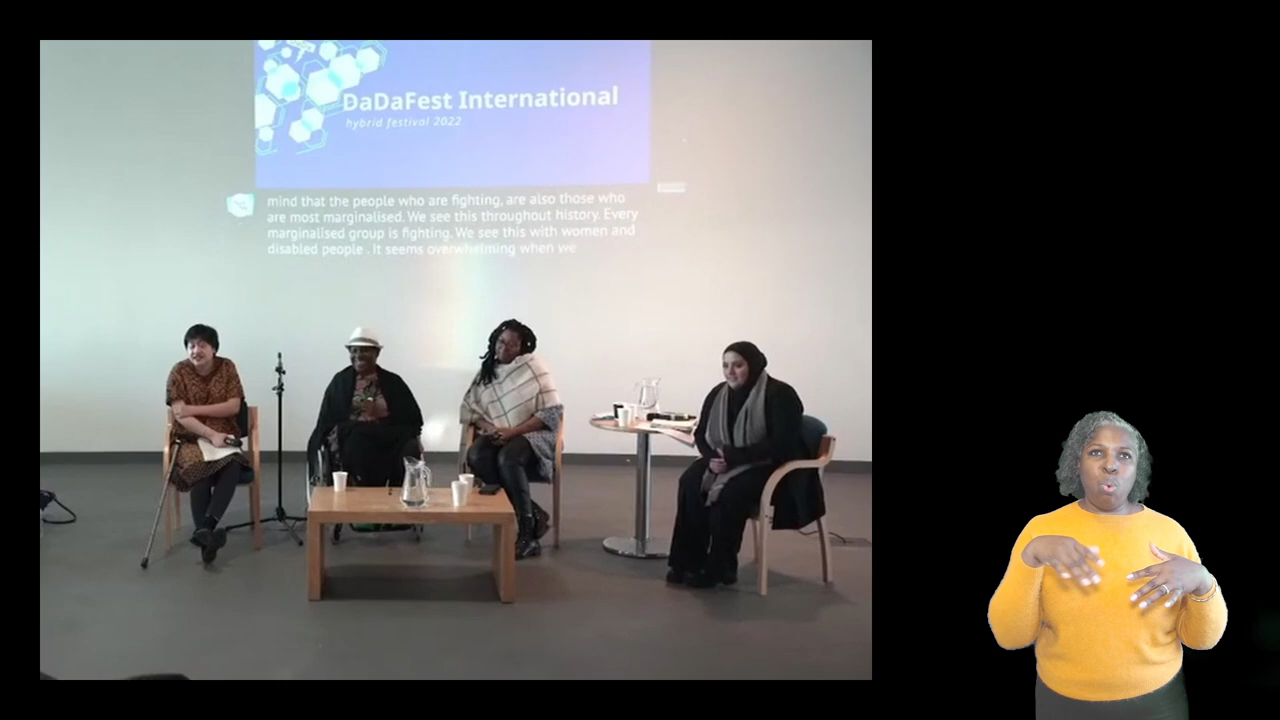 DaDaFest International
hybrid festival 2022
mind that the people who are fighting, are also those who
are most marginalised. We see this throughout history. Every
marginalised group is fighting. We see this with women and
disabled people . It seems overwhelming when we